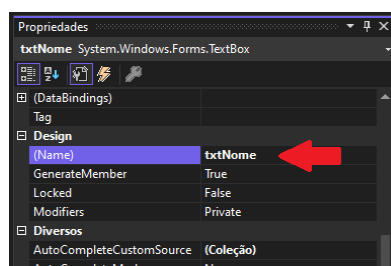 Propriedades
txtNome System.Windows.Forms.TextBox
(DataBindings)
Tag
Design
(Name) txtNome
GenerateMember True
Locked False
Modifiers Private
Diversos
AutoCompleteCustomSource (Coleção)